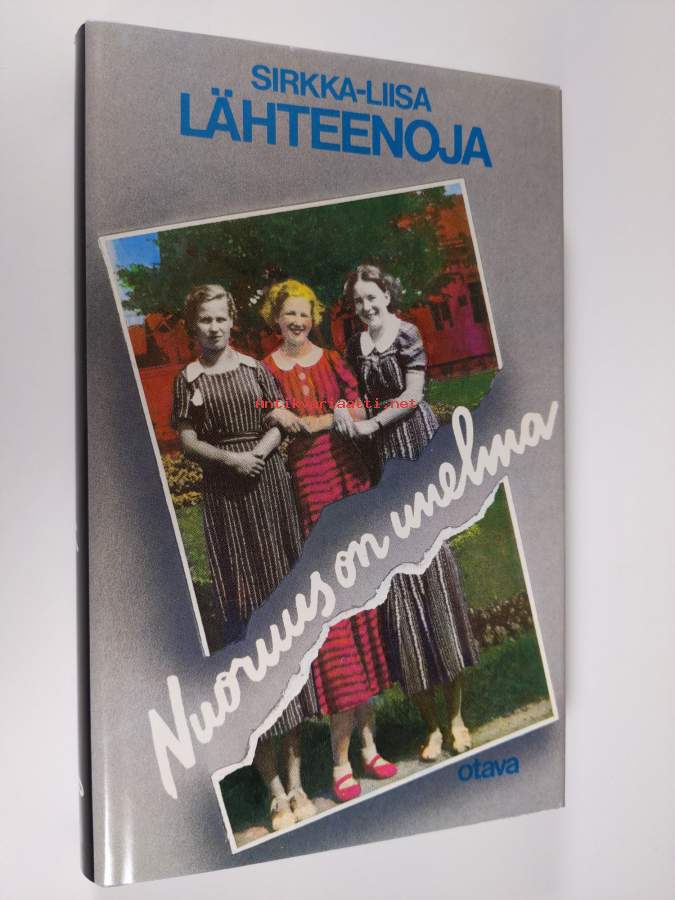 SIRKKA-LIISA
LÄHTEENOJA
antikvariaatti.net
Nuoruus on unelma
otava